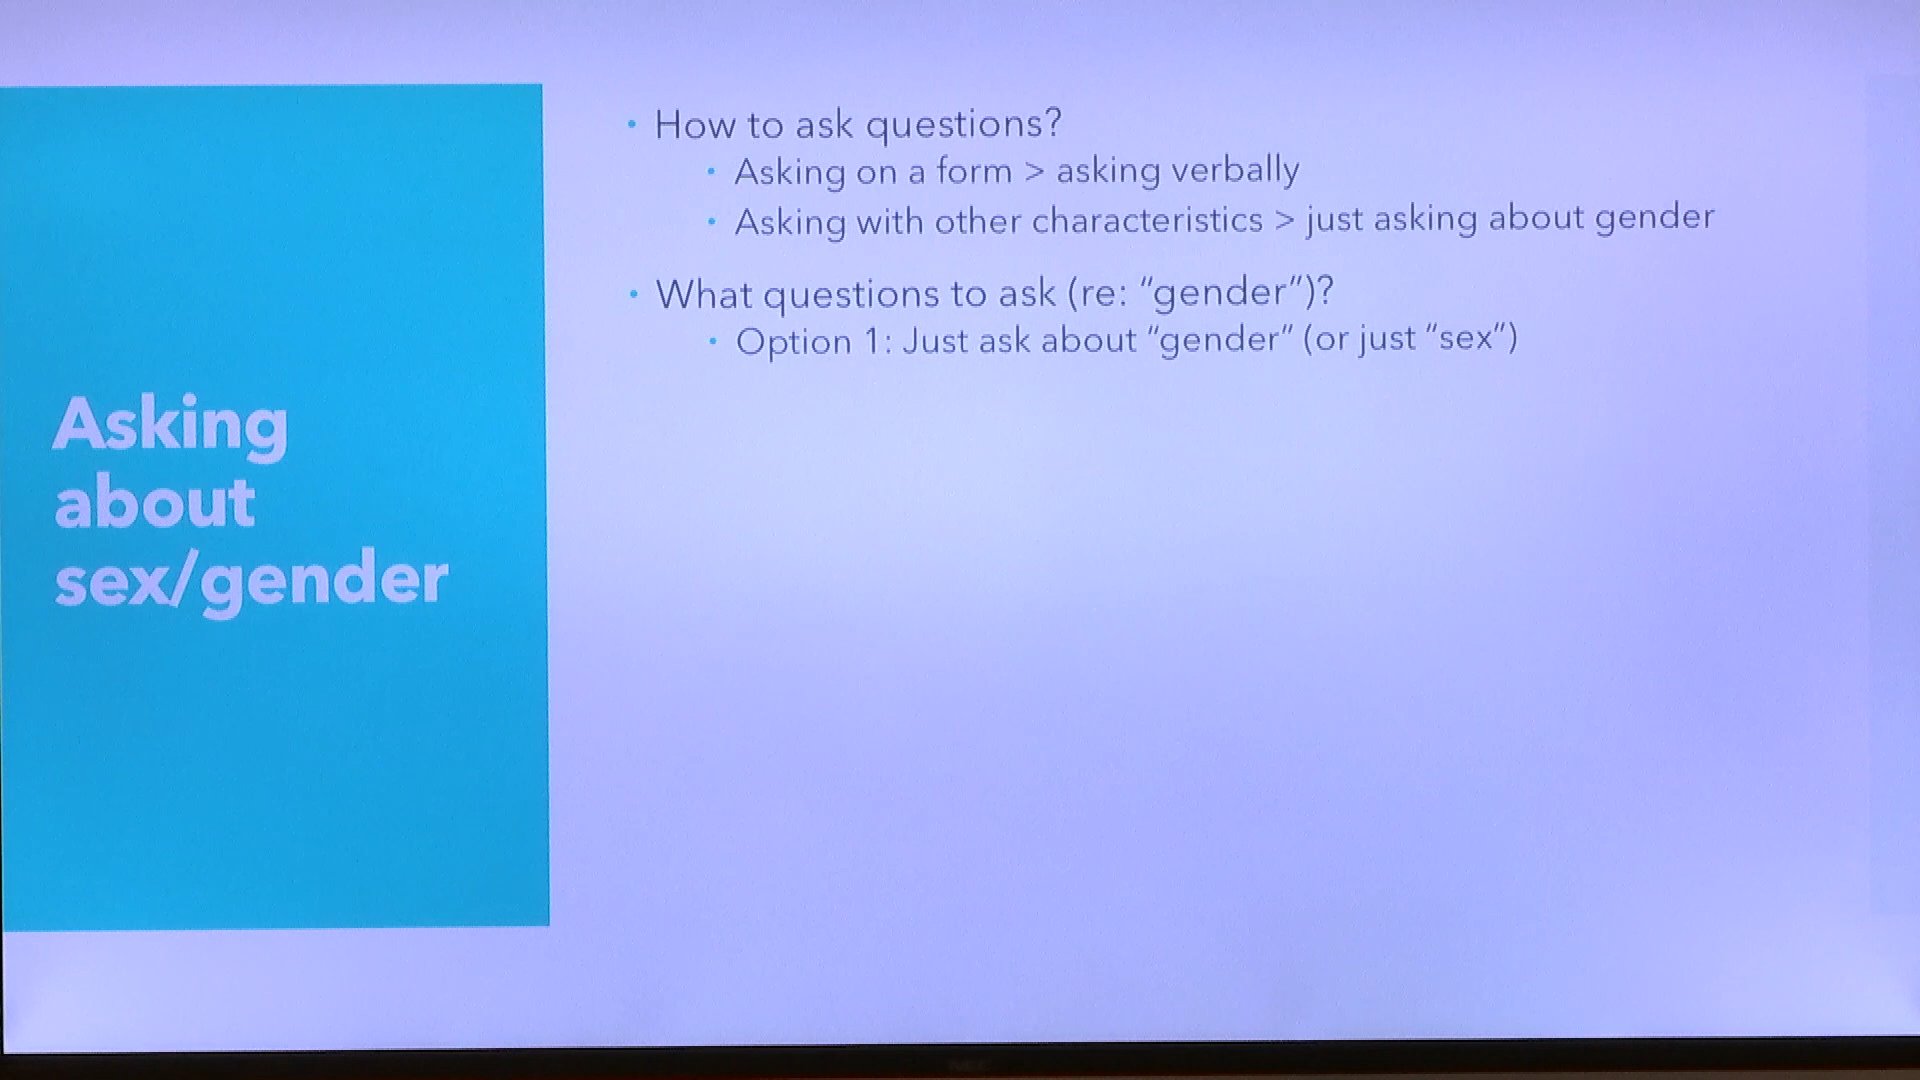 Asking
about
sex/gender
• How to ask questions?
• Asking on a form > asking verbally
• Asking with other characteristics > just asking about gender
• What questions to ask (re: "gender")?
• Option 1: Just ask about "gender" (or just "sex")